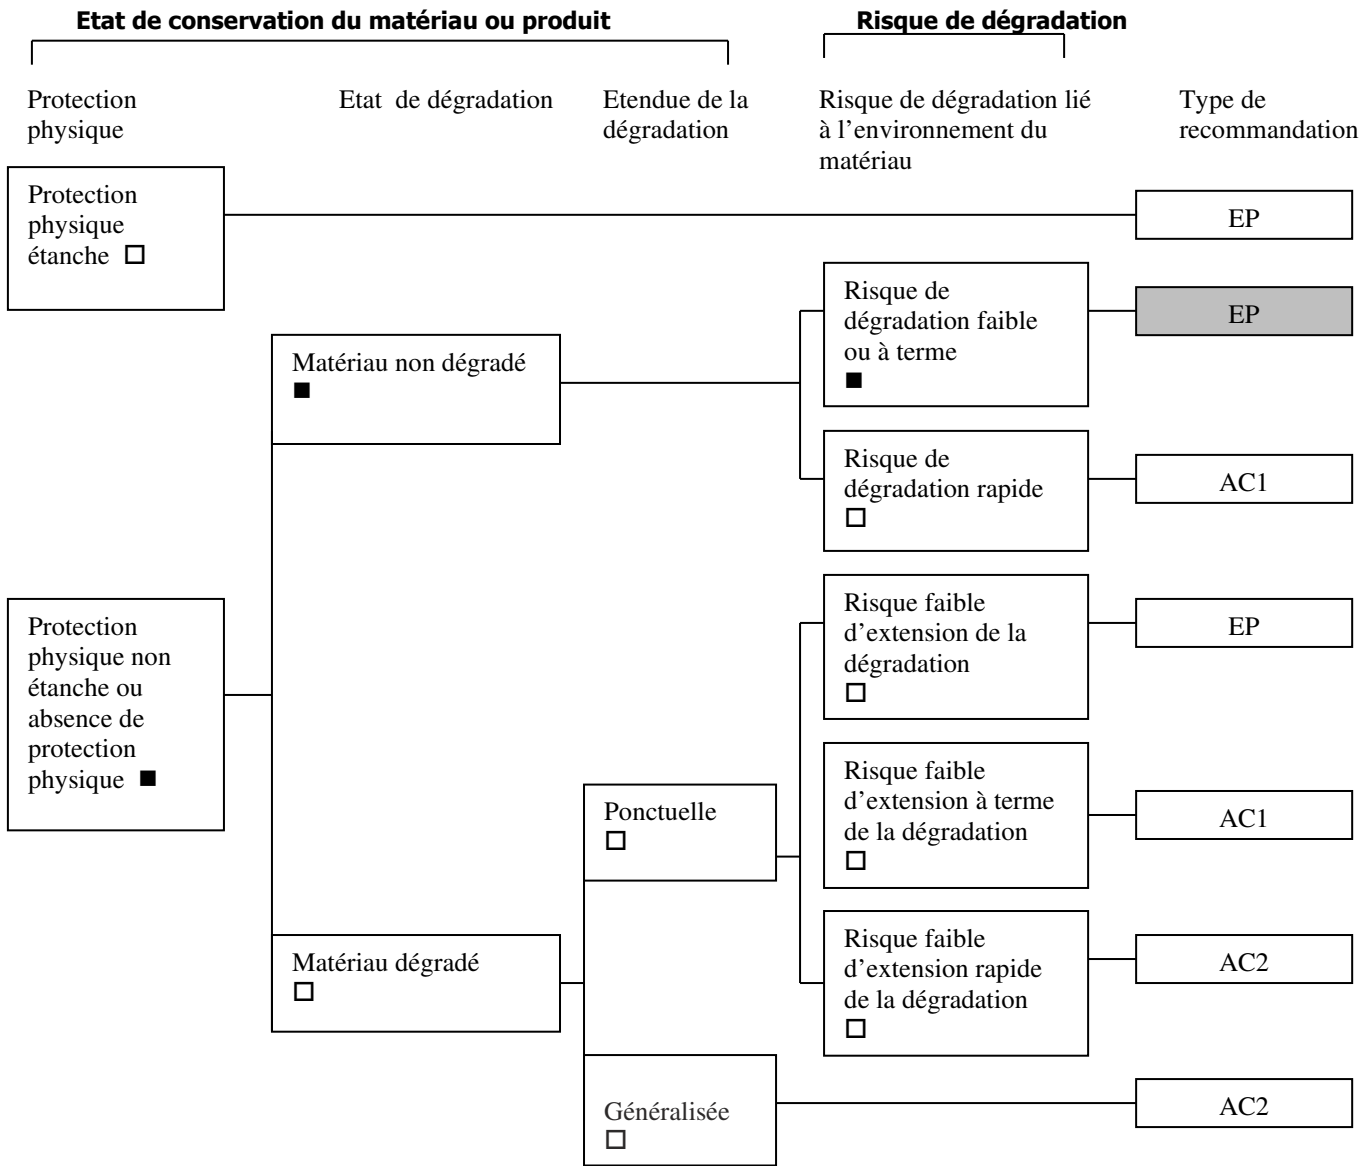 Etat de conservation du matériau ou produit
Risque de dégradation
Protection
physique
Etat de dégradation
Etendue de la
dégradation
Risque de dégradation lié
à l'environnement du
matériau
Type de
recommandation
Protection
physique
étanche ☐
EP
Risque de
dégradation faible
ou à terme
■
EP
Matériau non dégradé
■
Risque de
dégradation rapide
☐
AC1
Protection
physique non
étanche ou
absence de
protection
physique ■
Risque faible
d'extension de la
dégradation
☐
EP
Ponctuelle
☐
Risque faible
d'extension à terme
de la dégradation
☐
AC1
Matériau dégradé
☐
Risque faible
d'extension rapide
de la dégradation
☐
AC2
Généralisée
☐
AC2